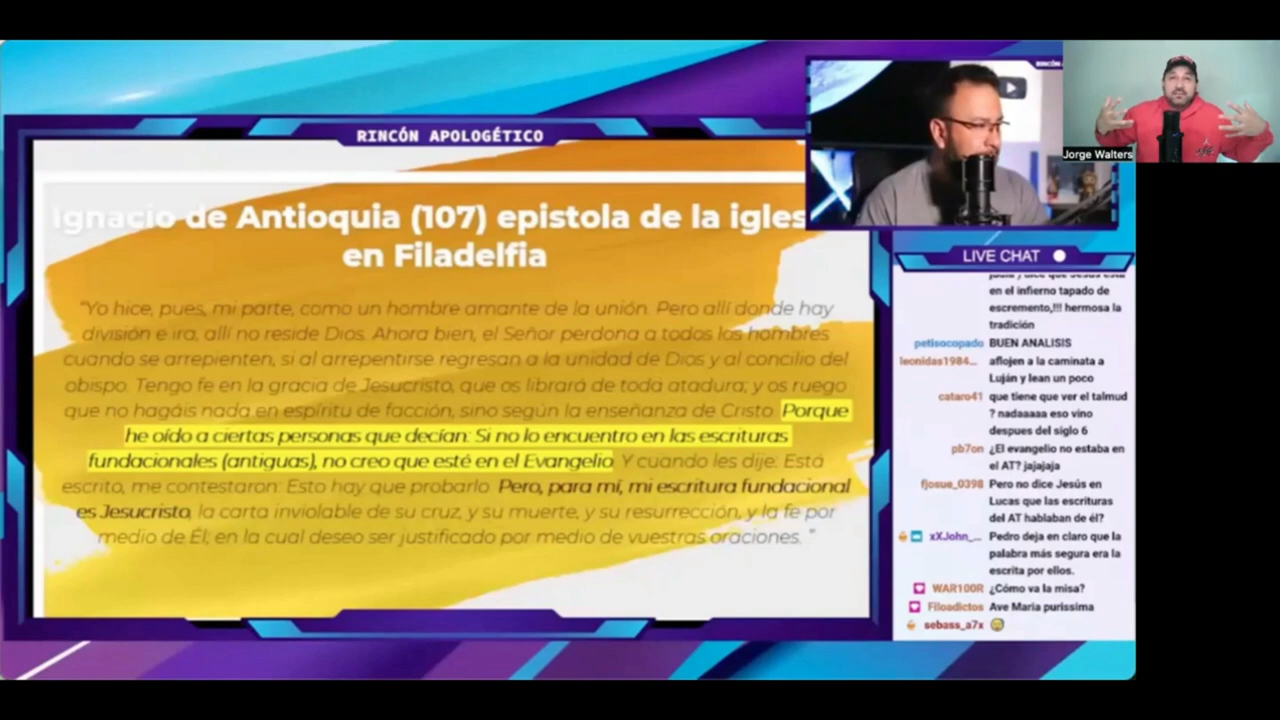 RINCÓN APOLOGÉTICO
Ignacio de Antioquia (107) epistola de la igles
en Filadelfia
"Yo hice, pues, mi parte, como un hombre amante de la unión. Pero allí donde hay
división e ira, allí no reside Dios. Ahora bien, el Señor perdona a todos los hombres
cuando se arrepienten, si al arrepentirse regresan a la unidad de Dios y al concilio del
obispo. Tengo fe en la gracia de Jesucristo, que os librará de toda atadura; y os ruego
que no hagáis nada en espíritu de facción, sino según la enseñanza de Cristo. Porque
he oído a ciertas personas que decían: Si no lo encuentro en las escrituras
fundacionales (antiguas), no creo que esté en el Evangelio. Y cuando les dije: Está
escrito, me contestaron: Esto hay que probarlo. Pero, para mí, mi escritura fundacional
es Jesucristo, la carta inviolable de su cruz, y su muerte, y su resurrección, y la fe por
medio de Él; en la cual deseo ser justificado por medio de vuestras oraciones. "
RINCÓN
Jorge Walters
LIVE CHAT
dice que Jesús está
en el infierno tapado de
escremento,!!! hermosa la
tradición
petisocopado BUEN ANALISIS
leonidas1984... aflojen a la caminata a
Luján y lean un poco
cataro41 que tiene que ver el talmud
? nadaaaaa eso vino
despues del siglo 6
pb7on ¿El evangelio no estaba en
el AT? jajajaja
fjosue_0398 Pero no dice Jesús en
Lucas que las escrituras
del AT hablaban de él?
xXJohn_... Pedro deja en claro que la
palabra más segura era la
escrita por ellos.
WAR100R ¿Cómo va la misa?
Filoadictos Ave Maria purissima
sebass_a7x